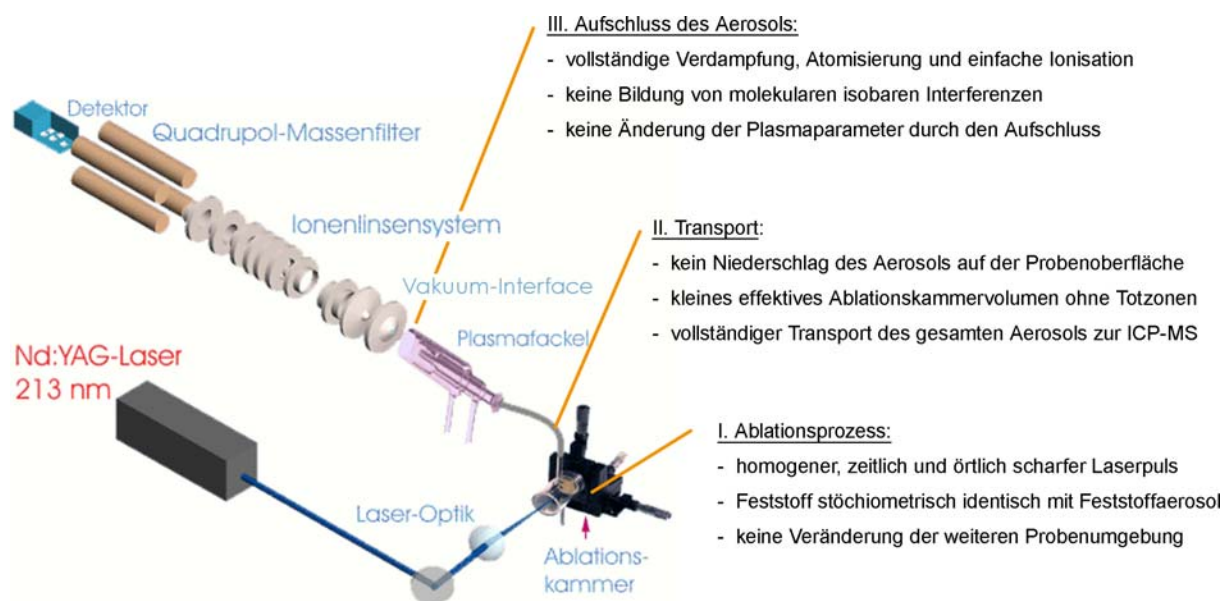 III. Aufschluss des Aerosols:
- vollständige Verdampfung, Atomisierung und einfache Ionisation
- keine Bildung von molekularen isobaren Interferenzen
- keine Änderung der Plasmaparameter durch den Aufschluss
Detektor
Quadrupol-Massenfilter
Ionenlinsensystem
II. Transport:
- kein Niederschlag des Aerosols auf der Probenoberfläche
- kleines effektives Ablationskammervolumen ohne Totzonen
- vollständiger Transport des gesamten Aerosols zur ICP-MS
Vakuum-Interface
Plasmafackel
Nd:YAG-Laser
213 nm
I. Ablationsprozess:
- homogener, zeitlich und örtlich scharfer Laserpuls
- Feststoff stöchiometrisch identisch mit Feststoffaerosol
- keine Veränderung der weiteren Probenumgebung
Laser-Optik
Ablations-
kammer